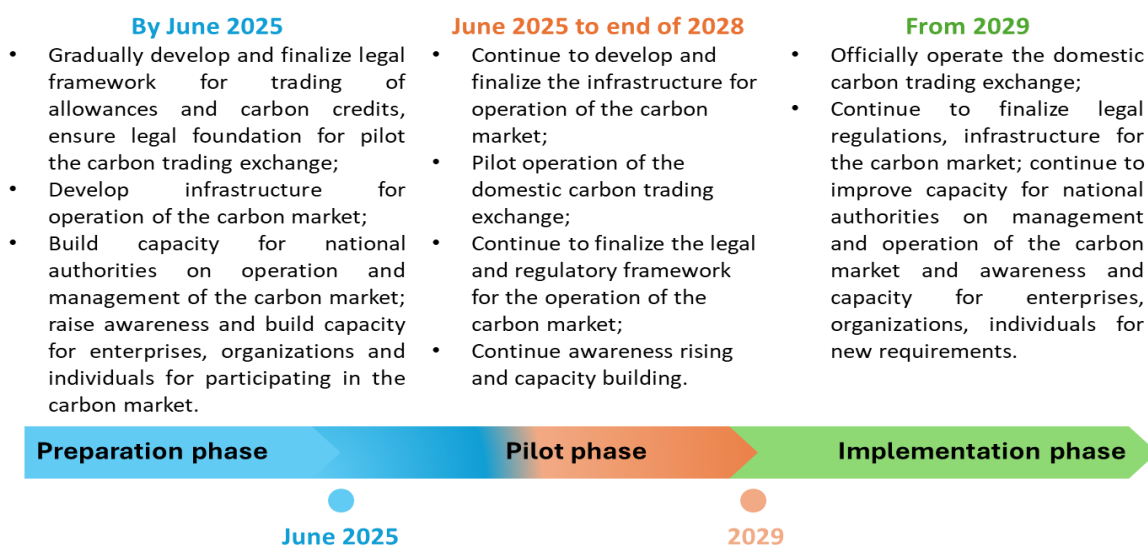 By June 2025
• Gradually develop and finalize legal
framework for trading of
allowances and carbon credits,
ensure legal foundation for pilot
the carbon trading exchange;
• Develop infrastructure for
operation of the carbon market;
• Build capacity for national
authorities on operation and
management of the carbon market;
raise awareness and build capacity
for enterprises, organizations and
individuals for participating in the
carbon market.
June 2025 to end of 2028
• Continue to develop and
finalize the infrastructure for
operation of the carbon
market;
• Pilot operation of the
domestic carbon trading
exchange;
• Continue to finalize the legal
and regulatory framework
for the operation of the
carbon market;
• Continue awareness rising
and capacity building.
From 2029
• Officially operate the domestic
carbon trading exchange;
• Continue to finalize legal
regulations, infrastructure for
the carbon market; continue to
improve capacity for national
authorities on management
and operation of the carbon
market and awareness and
capacity for enterprises,
organizations, individuals for
new requirements.
Preparation phase
Pilot phase
Implementation phase
June 2025
2029